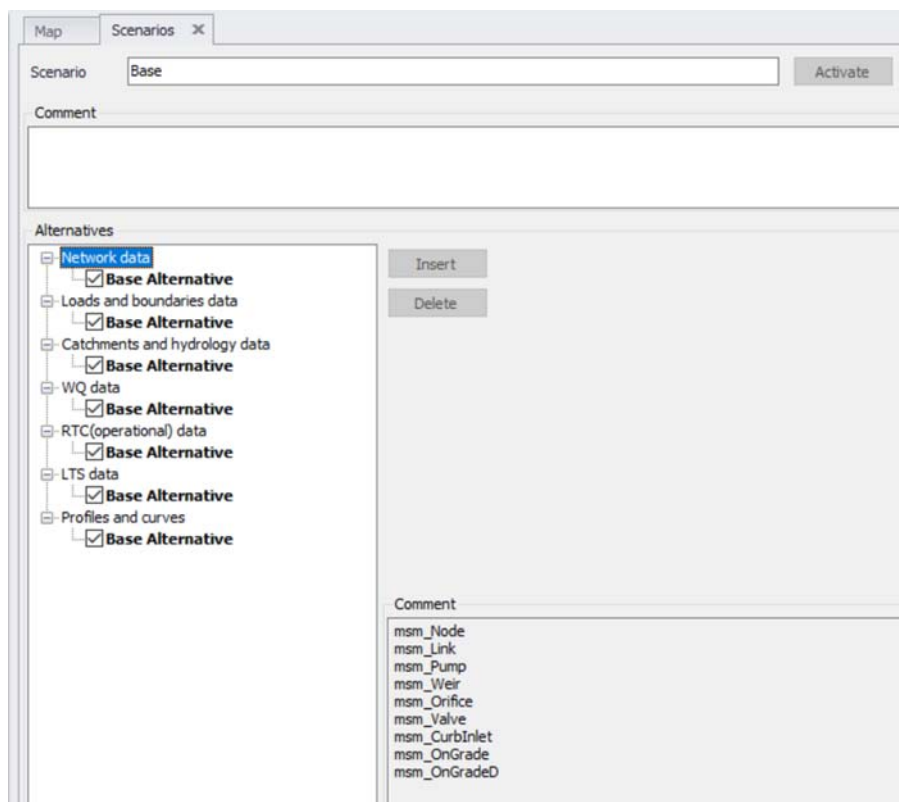 Map Scenarios
Scenario Base Activate
Comment
Alternatives
Network data
Base Alternative
Loads and boundaries data
Base Alternative
Catchments and hydrology data
Base Alternative
WQ data
Base Alternative
RTC(operational) data
Base Alternative
LTS data
Base Alternative
Profiles and curves
Base Alternative
Insert
Delete
Comment
msm_Node
msm_Link
msm_Pump
msm_Weir
msm_Orifice
msm_Valve
msm_CurbInlet
msm_OnGrade
msm_OnGradeD